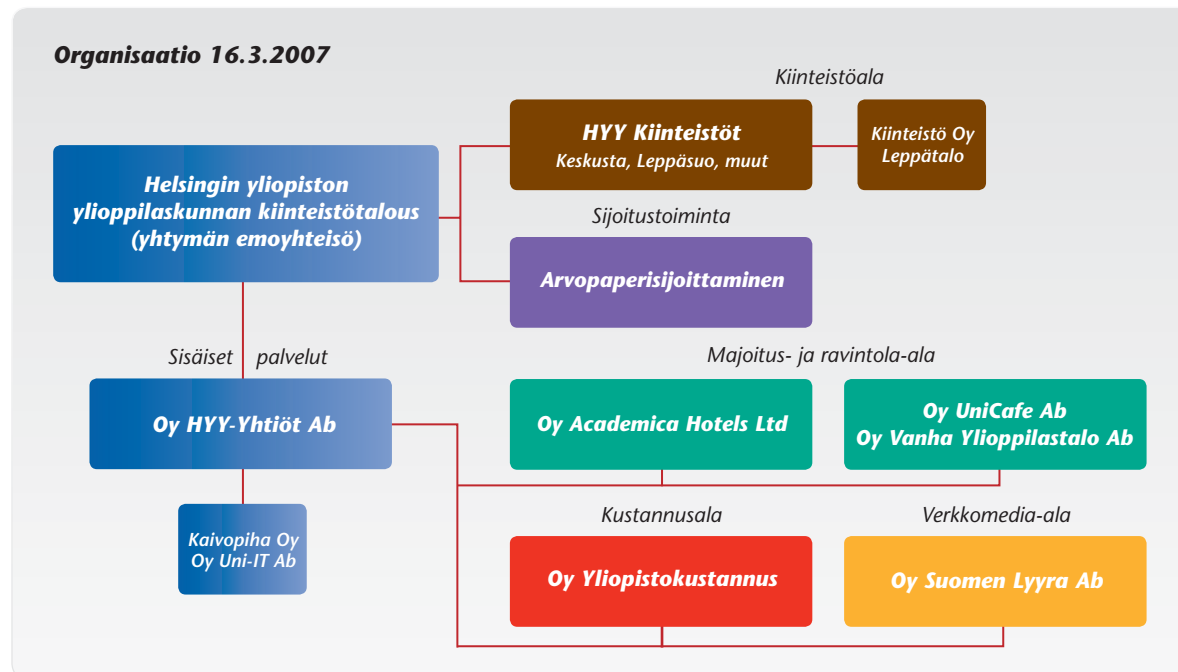 Organisaatio 16.3.2007
Kiinteistöala
HYY Kiinteistöt
Keskusta, Leppäsuo, muut
Kiinteistö Oy
Leppätalo
Helsingin yliopiston
ylioppilaskunnan kiinteistötalous
(yhtymän emoyhteisö)
Sijoitustoiminta
Arvopaperisijoittaminen
Sisäiset palvelut
Majoitus- ja ravintola-ala
Oy HYY-Yhtiöt Ab
Oy Academica Hotels Ltd
Oy UniCafe Ab
Oy Vanha Ylioppilastalo Ab
Kaivopiha Oy
Oy Uni-IT Ab
Kustannusala
Verkkomedia-ala
Oy Yliopistokustannus
Oy Suomen Lyyra Ab